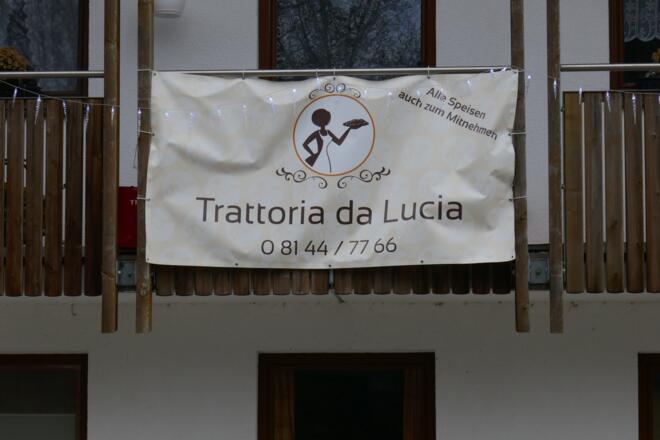 Alle Speisen
auch zum Mitnehmen
Trattoria da Lucia
0 81 44 / 77 66